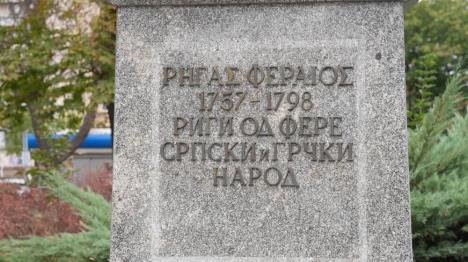 ΡΗΓΑΣ ΦΕΡΑΙΟΣ
1757-1798
РИГИ ОД ФЕРЕ
СРПСКИ и ГРЧКИ
НАРОД